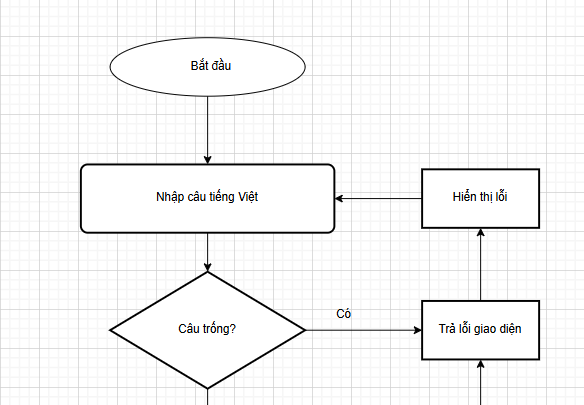 Bắt đầu
Nhập câu tiếng Việt
Hiển thị lỗi
Câu trống?
Có
Trả lỗi giao diện